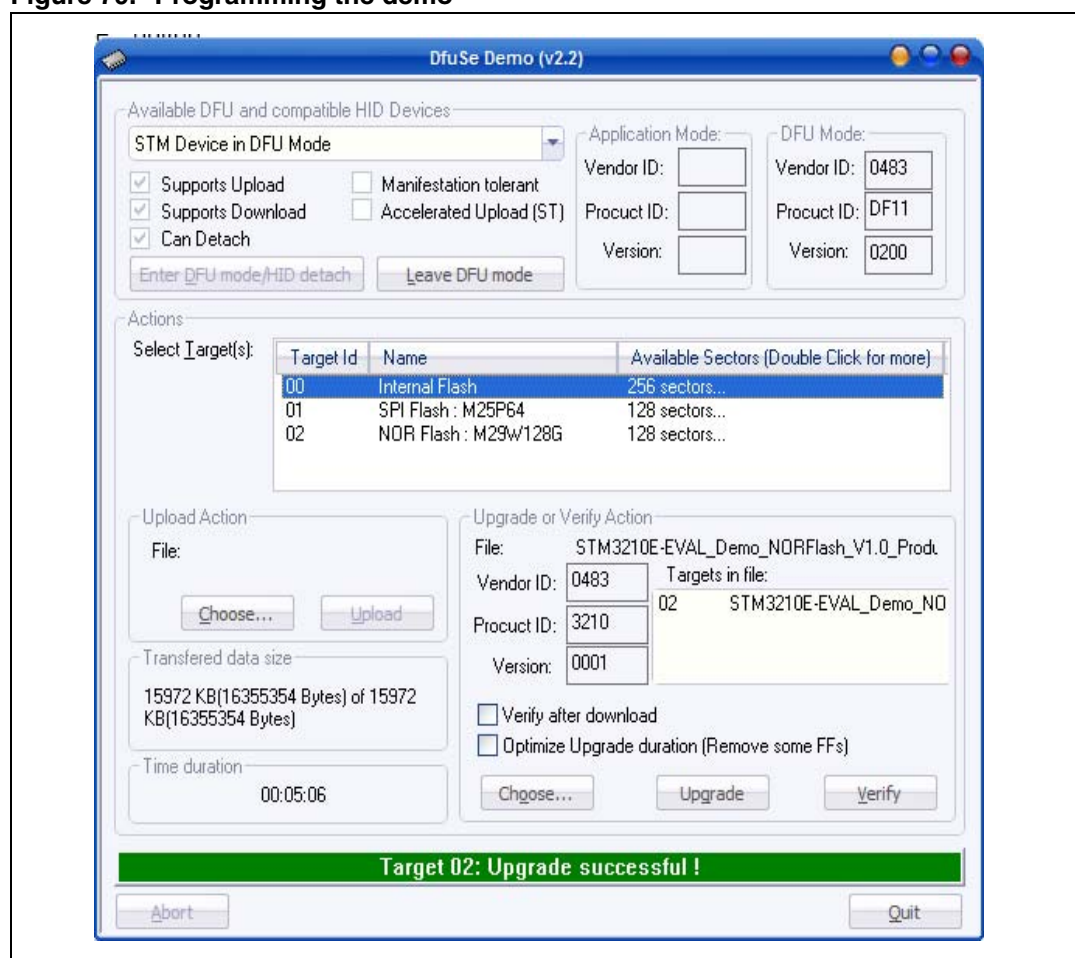 Programming the demo
DfuSe Demo (v2.2)
Available DFU and compatible HID Devices
STM Device in DFU Mode
Supports Upload
Manifestation tolerant
Supports Download
Accelerated Upload (ST)
Can Detach
Enter DFU mode/HID detach
Leave DFU mode
Application Mode:
Vendor ID:
Procuct ID:
Version:
DFU Mode:
Vendor ID: 0483
Procuct ID: DF11
Version: 0200
Actions
Select Target(s):
Target Id Name Available Sectors (Double Click for more)
00 Internal Flash 256 sectors...
01 SPI Flash : M25P64 128 sectors...
02 NOR Flash : M29W128G 128 sectors...
Upload Action
File:
Choose...
Upload
Transfered data size
15972 KB(16355354 Bytes) of 15972
KB(16355354 Bytes)
Time duration
00:05:06
Upgrade or Verify Action
File: STM3210E-EVAL_Demo_NORFlash_V1.0_Produ
Vendor ID: 0483
Procuct ID: 3210
Version: 0001
Targets in file:
02 STM3210E-EVAL_Demo_NO
Verify after download
Optimize Upgrade duration (Remove some FFs)
Choose...
Upgrade
Verify
Target 02: Upgrade successful !
Abort
Quit